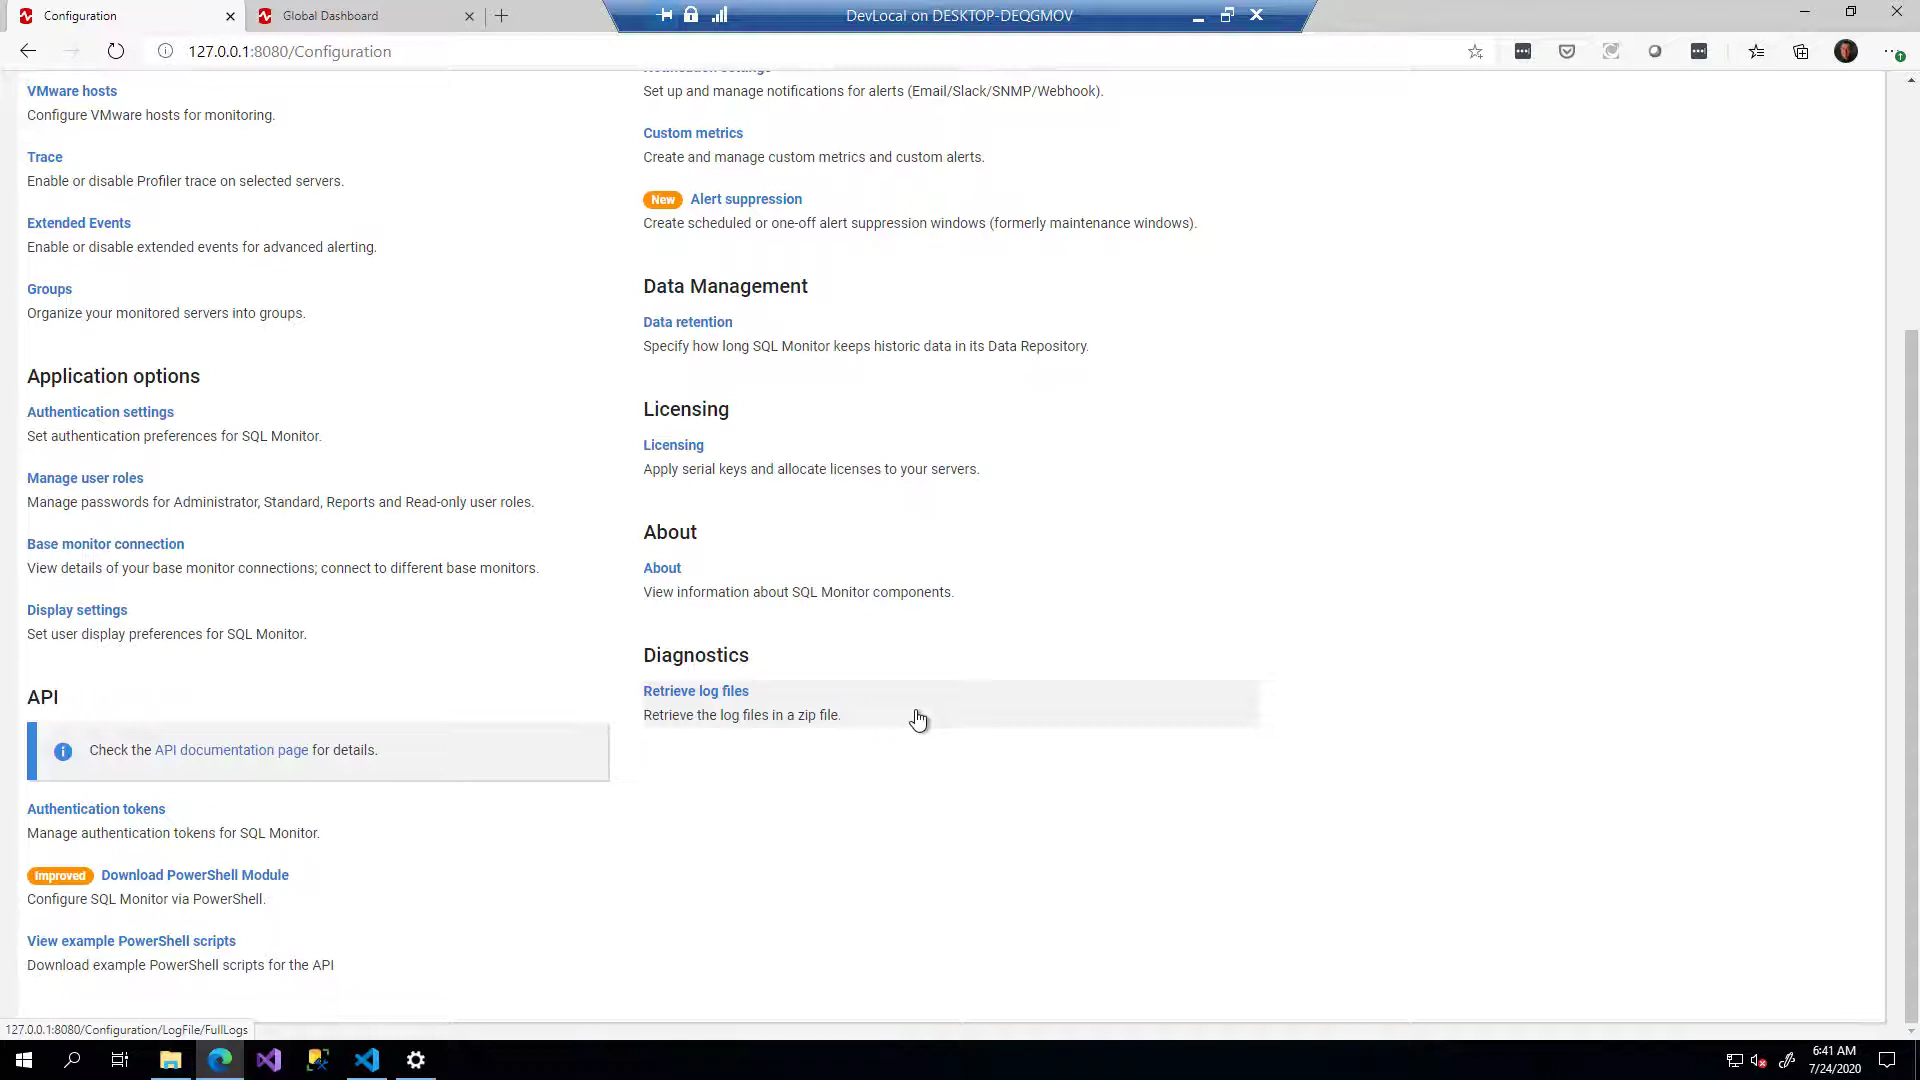 Configuration
Global Dashboard
DevLocal on DESKTOP-DEQGMOV
127.0.0.1:8080/Configuration
VMware hosts
Configure VMware hosts for monitoring.
Trace
Enable or disable Profiler trace on selected servers.
Extended Events
Enable or disable extended events for advanced alerting.
Groups
Organize your monitored servers into groups.
Application options
Authentication settings
Set authentication preferences for SQL Monitor.
Manage user roles
Manage passwords for Administrator, Standard, Reports and Read-only user roles.
Base monitor connection
View details of your base monitor connections; connect to different base monitors.
Display settings
Set user display preferences for SQL Monitor.
API
Check the API documentation page for details.
Authentication tokens
Manage authentication tokens for SQL Monitor.
Improved Download PowerShell Module
Configure SQL Monitor via PowerShell.
View example PowerShell scripts
Download example PowerShell scripts for the API
Notification settings
Set up and manage notifications for alerts (Email/Slack/SNMP/Webhook).
Custom metrics
Create and manage custom metrics and custom alerts.
New Alert suppression
Create scheduled or one-off alert suppression windows (formerly maintenance windows).
Data Management
Data retention
Specify how long SQL Monitor keeps historic data in its Data Repository.
Licensing
Licensing
Apply serial keys and allocate licenses to your servers.
About
About
View information about SQL Monitor components.
Diagnostics
Retrieve log files
Retrieve the log files in a zip file.
127.0.0.1:8080/Configuration/LogFile/FullLogs
6:41 AM
7/24/2020